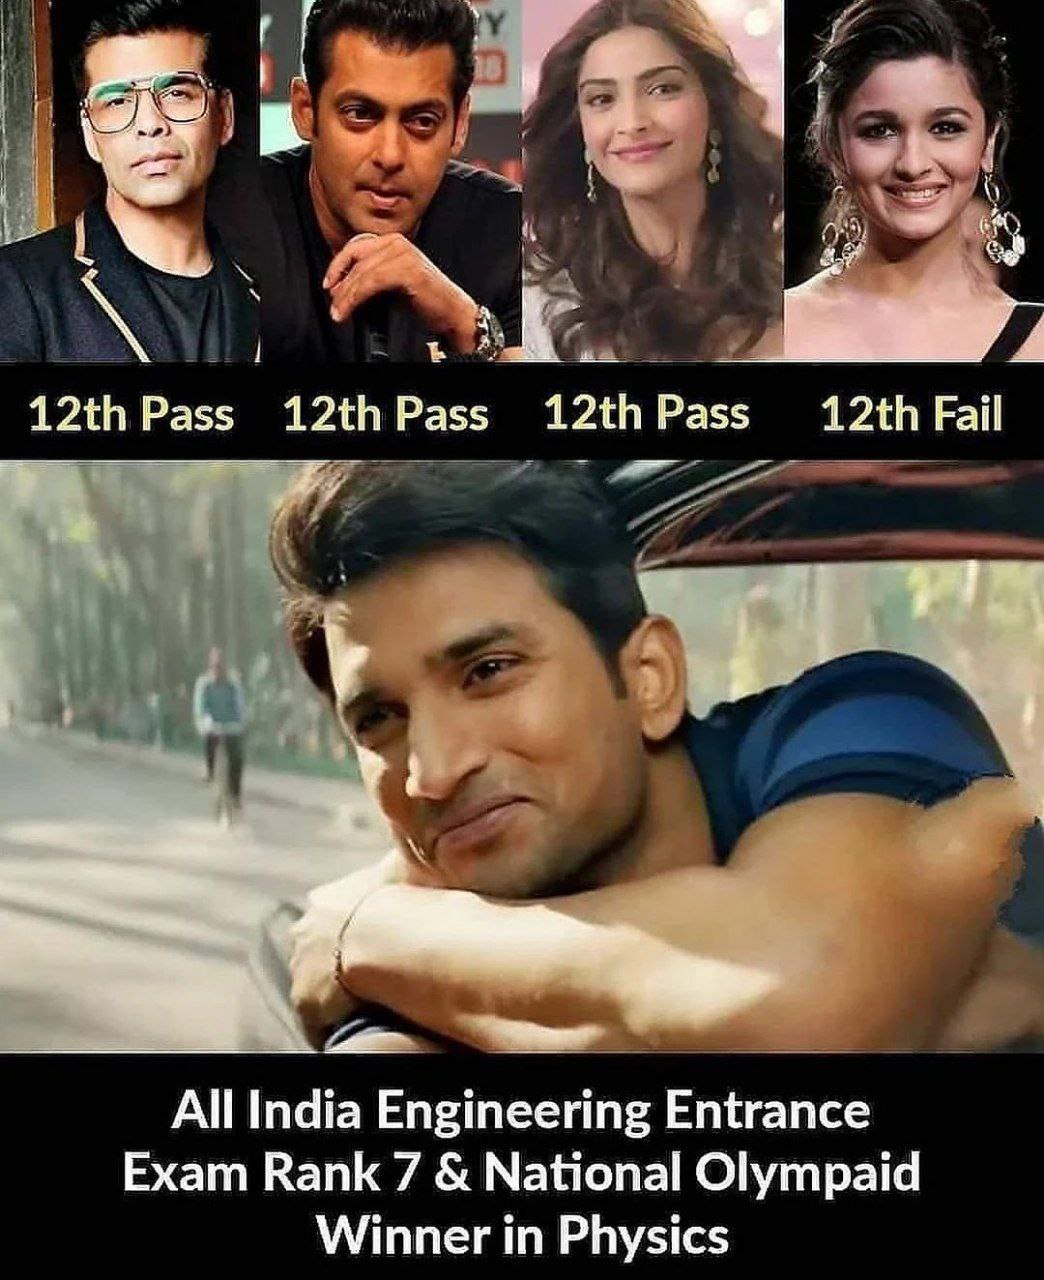 12th Pass 12th Pass 12th Pass 12th Fail
All India Engineering Entrance
Exam Rank 7 & National Olympaid
Winner in Physics